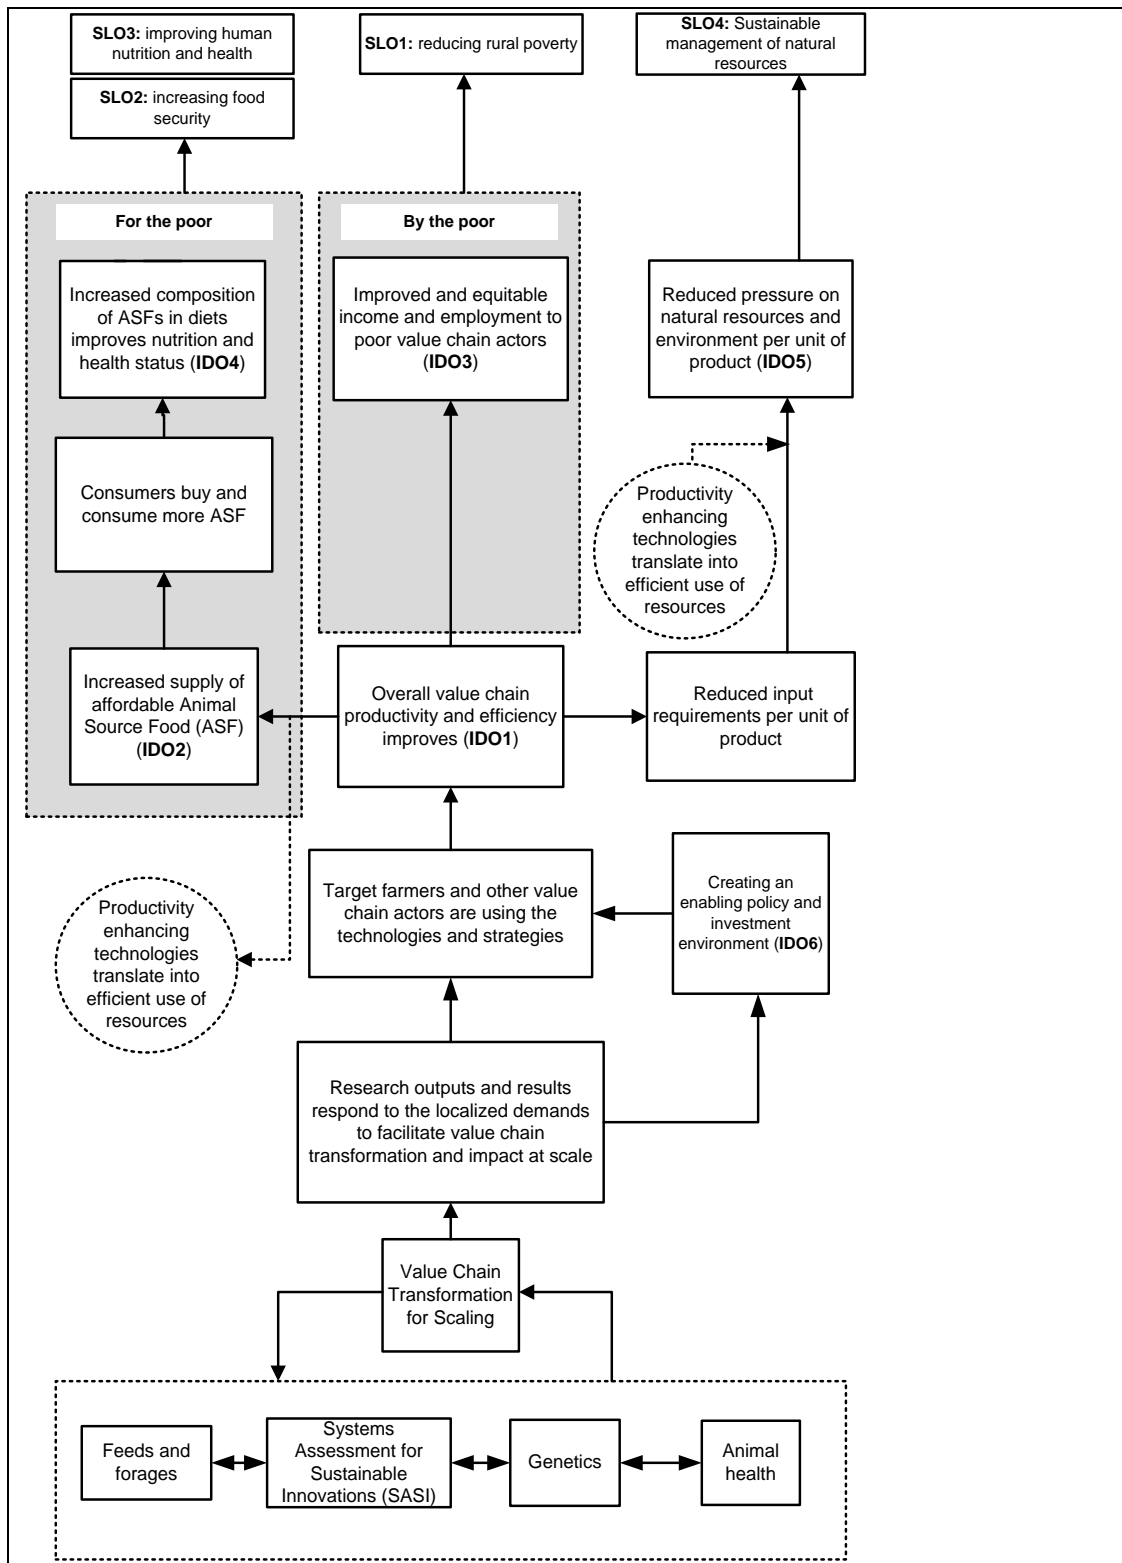 SLO3: improving human
nutrition and health
SLO2: increasing food
security
SLO1: reducing rural poverty
SLO4: Sustainable
management of natural
resources
For the poor
By the poor
Increased composition
of ASFs in diets
improves nutrition and
health status (IDO4)
Improved and equitable
income and employment to
poor value chain actors
(IDO3)
Reduced pressure on
natural resources and
environment per unit of
product (IDO5)
Consumers buy and
consume more ASF
Productivity
enhancing
technologies
translate into
efficient use of
resources
Increased supply of
affordable Animal
Source Food (ASF)
(IDO2)
Overall value chain
productivity and efficiency
improves (IDO1)
Reduced input
requirements per unit of
product
Productivity
enhancing
technologies
translate into
efficient use of
resources
Target farmers and other value
chain actors are using the
technologies and strategies
Creating an
enabling policy and
investment
environment (IDO6)
Research outputs and results
respond to the localized demands
to facilitate value chain
transformation and impact at scale
Value Chain
Transformation
for Scaling
Feeds and
forages
Systems
Assessment for
Sustainable
Innovations (SASI)
Genetics
Animal
health